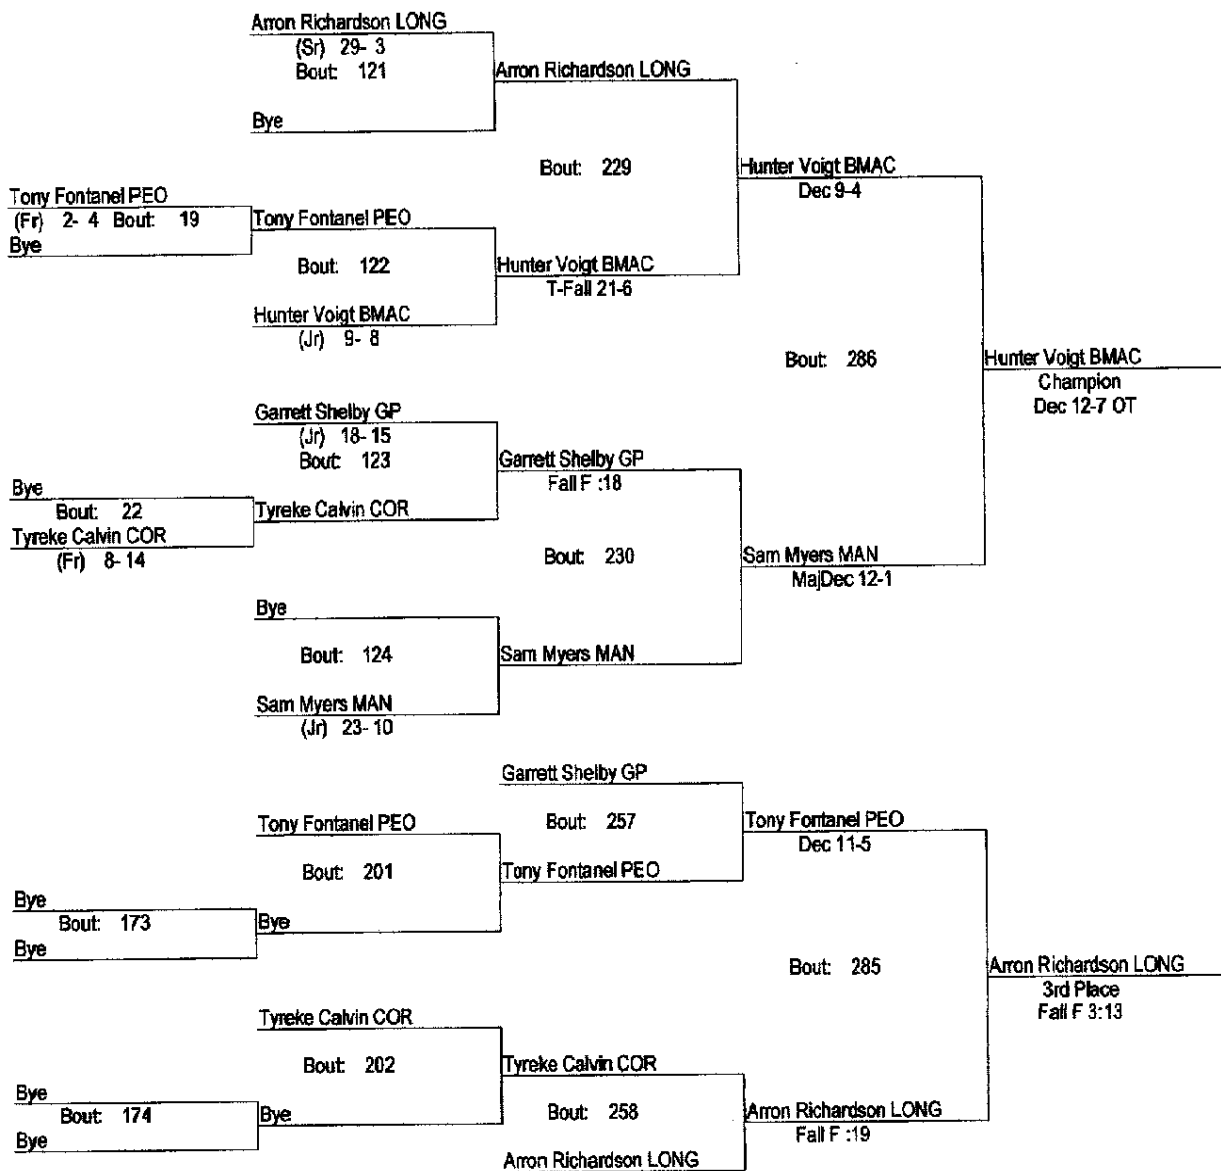 Arron Richardson LONG
(Sr) 29- 3
Bout: 121
Arron Richardson LONG
Bye
Bout: 229
Hunter Voigt BMAC
Dec 9-4
Tony Fontanel PEO
(Fr) 2- 4 Bout: 19
Bye
Tony Fontanel PEO
Bout: 122
Hunter Voigt BMAC
T-Fall 21-6
Hunter Voigt BMAC
(Jr) 9- 8
Bout: 286
Hunter Voigt BMAC
Champion
Dec 12-7 OT
Garrett Shelby GP
(Jr) 18- 15
Bout: 123
Garrett Shelby GP
Fall F :18
Bye
Bout: 22
Tyreke Calvin COR
(Fr) 8- 14
Tyreke Calvin COR
Bout: 230
Sam Myers MAN
MajDec 12-1
Bye
Bout: 124
Sam Myers MAN
Sam Myers MAN
(Jr) 23- 10
Garrett Shelby GP
Bout: 257
Tony Fontanel PEO
Dec 11-5
Tony Fontanel PEO
Bout: 201
Tony Fontanel PEO
Bye
Bout: 173
Bye
Bye
Bout: 285
Arron Richardson LONG
3rd Place
Fall F 3:13
Tyreke Calvin COR
Bout: 202
Tyreke Calvin COR
Bye
Bout: 174
Bye
Bye
Bout: 258
Arron Richardson LONG
Fall F :19
Arron Richardson LONG